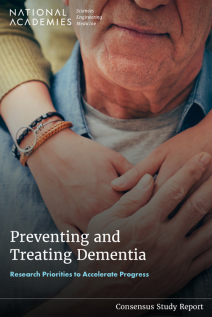 NATIONAL
ACADEMIES
Sciences
Engineering
Medicine
Preventing and
Treating Dementia
Research Priorities to Accelerate Progress
Consensus Study Report